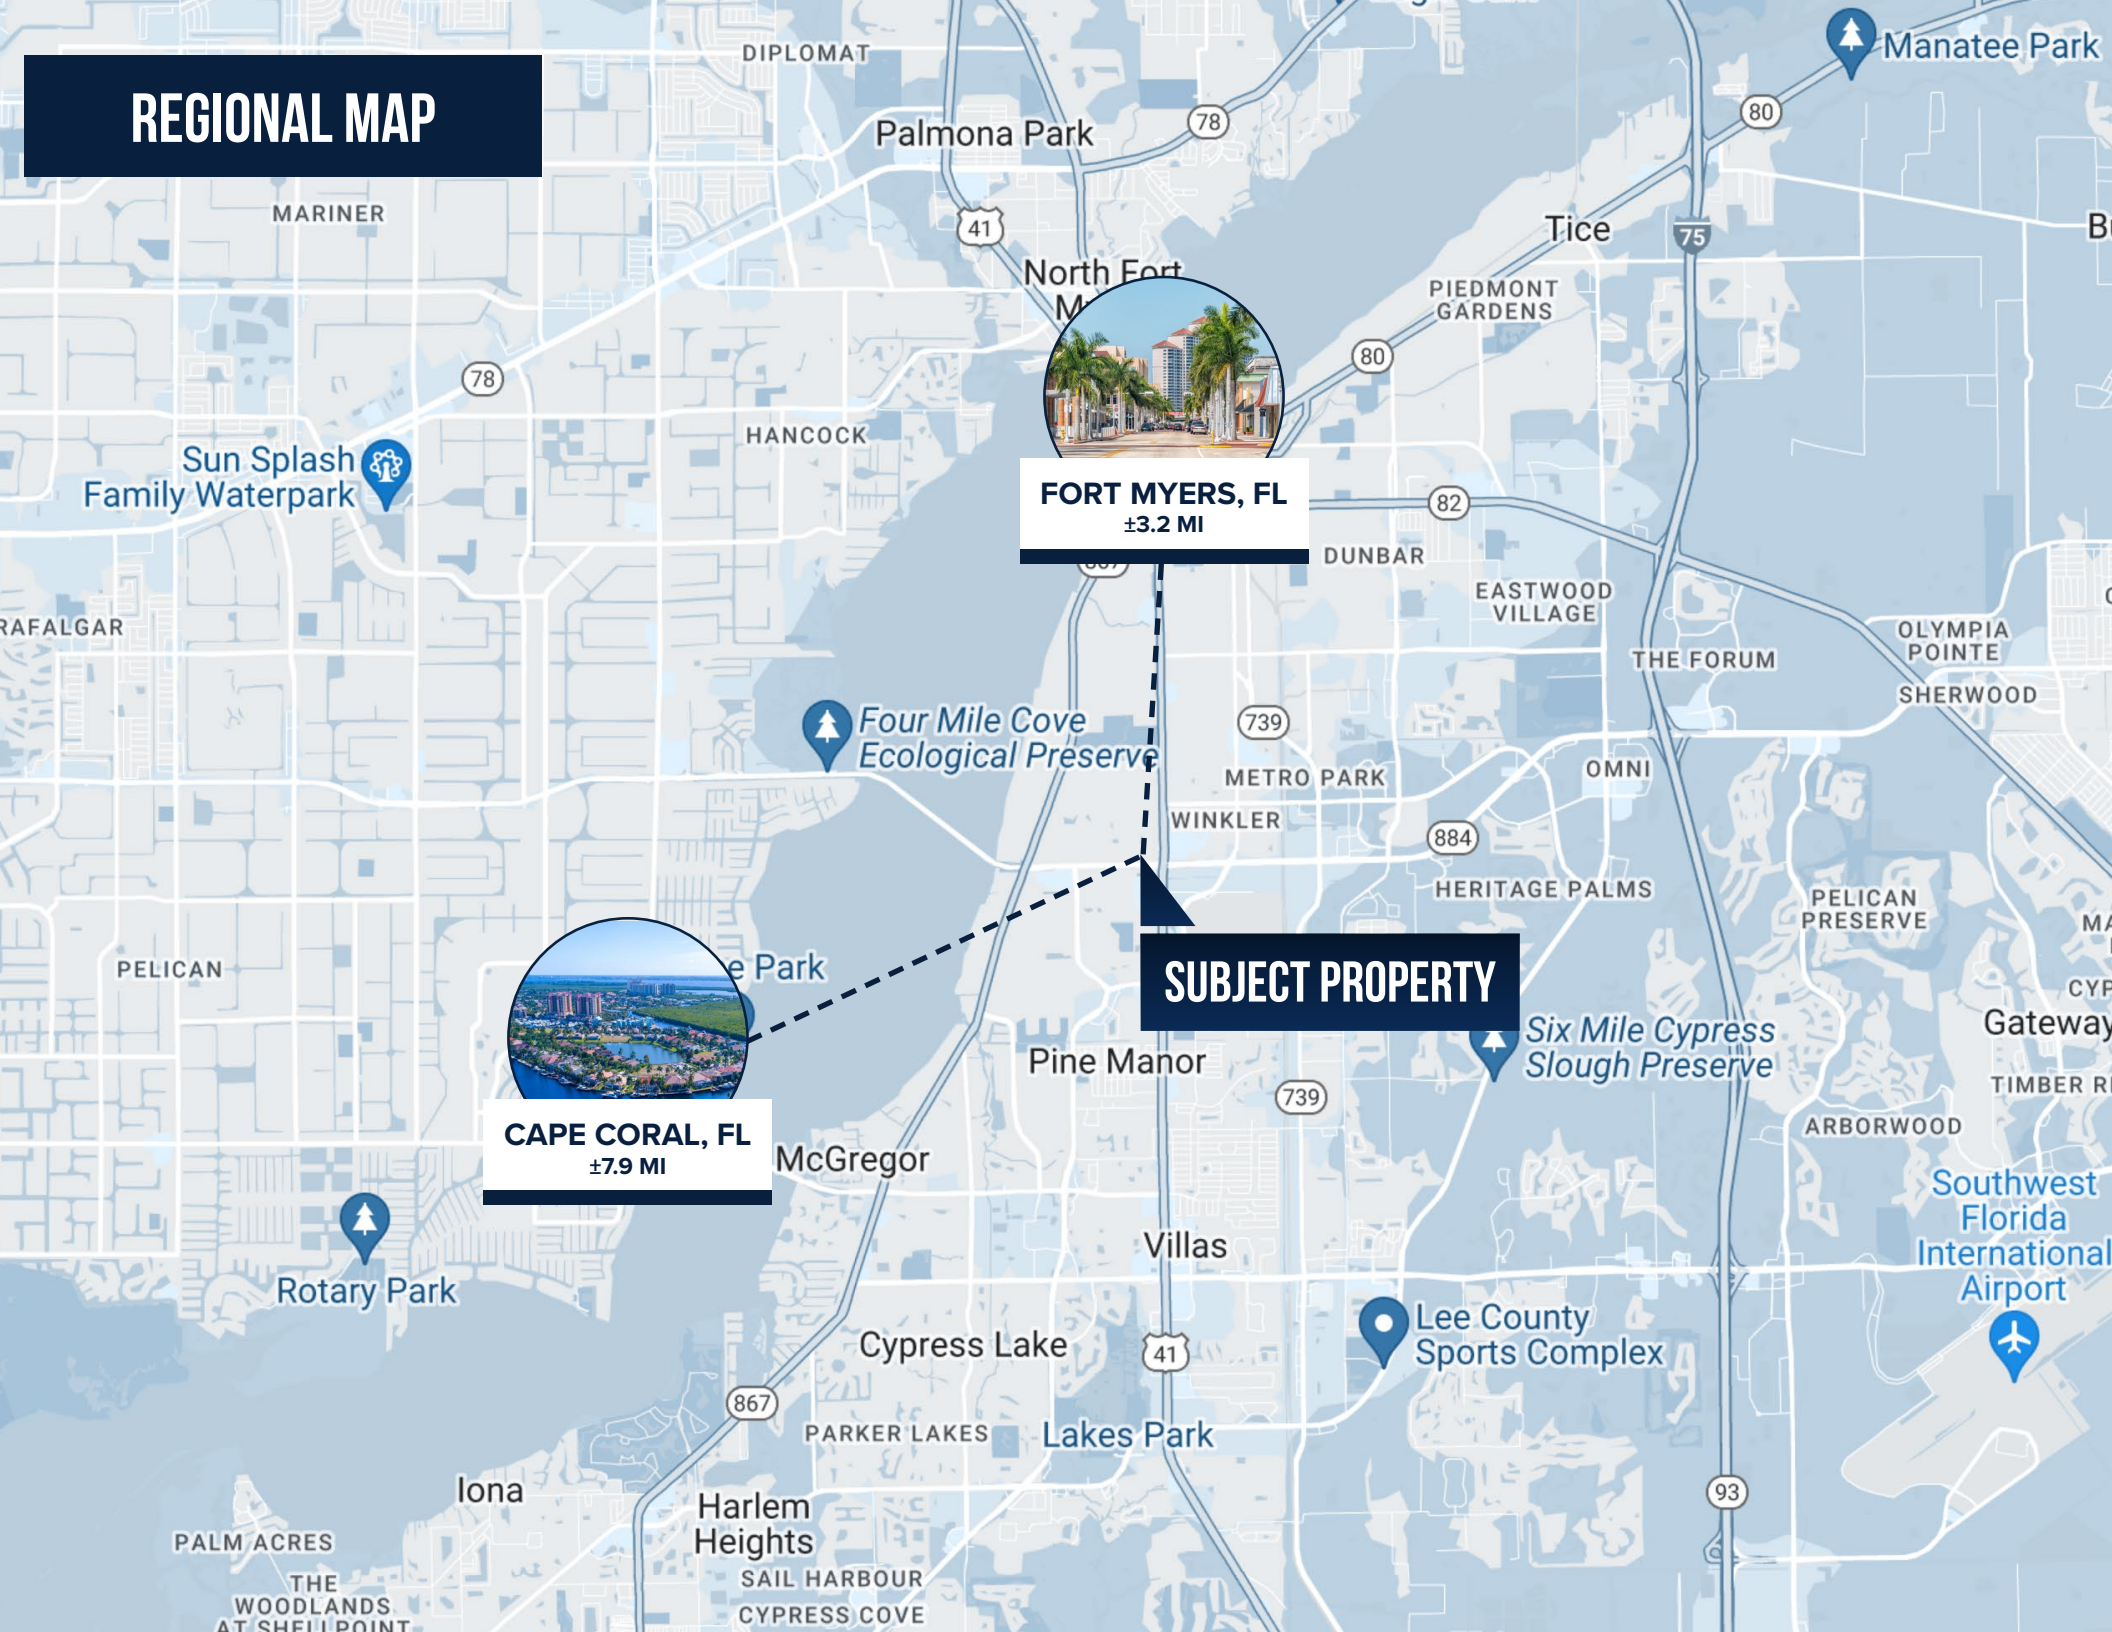 REGIONAL MAP
DIPLOMAT
Manatee Park
80
Palmona Park
78
MARINER
41
Tice
75
North Fort
PIEDMONT
GARDENS
80
78
HANCOCK
Sun Splash
Family Waterpark
FORT MYERS, FL
±3.2 MI
82
DUNBAR
EASTWOOD
VILLAGE
RAFALGAR
OLYMPIA
POINTE
THE FORUM
SHERWOOD
Four Mile Cove
Ecological Preserve
739
METRO PARK
OMNI
WINKLER
884
HERITAGE PALMS
PELICAN
PRESERVE
PELICAN
e Park
SUBJECT PROPERTY
CYP
Gateway
Six Mile Cypress
Slough Preserve
Pine Manor
TIMBER R
739
ARBORWOOD
CAPE CORAL, FL
±7.9 MI
McGregor
Southwest
Florida
International
Airport
Villas
Rotary Park
Lee County
Sports Complex
Cypress Lake
41
867
PARKER LAKES
Lakes Park
Iona
93
Harlem
Heights
PALM ACRES
SAIL HARBOUR
THE
WOODLANDS
AT SHELLPOINT
CYPRESS COVE